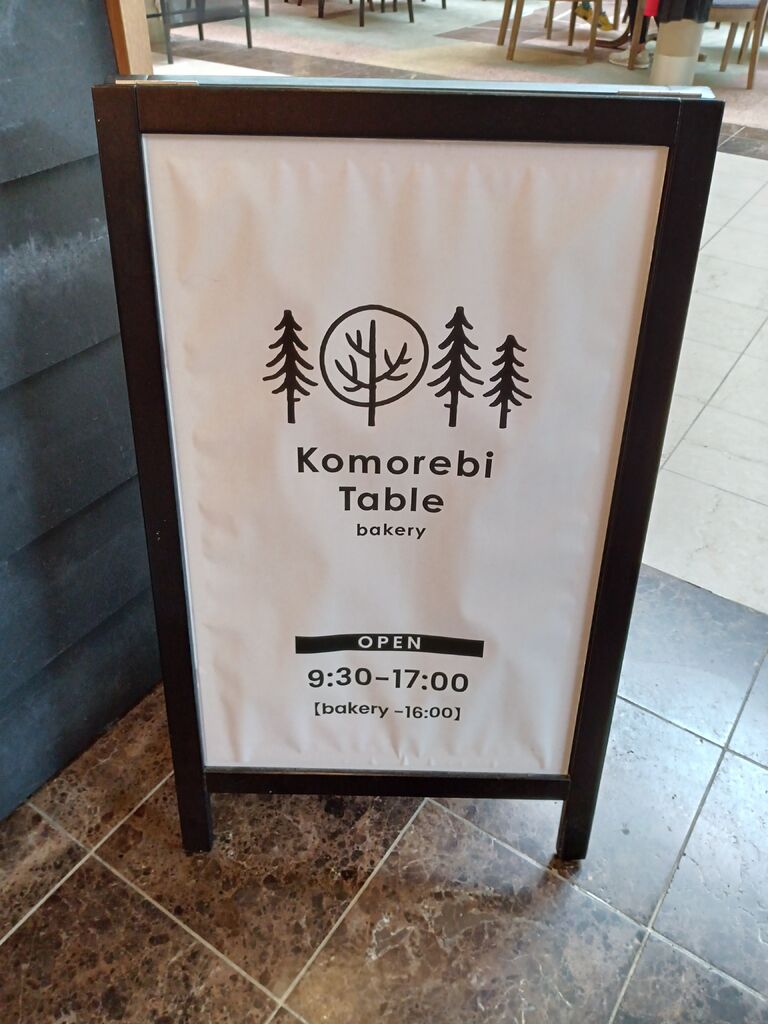 Komorebi
Table
bakery
OPEN
9:30-17:00
【bakery -16:00】